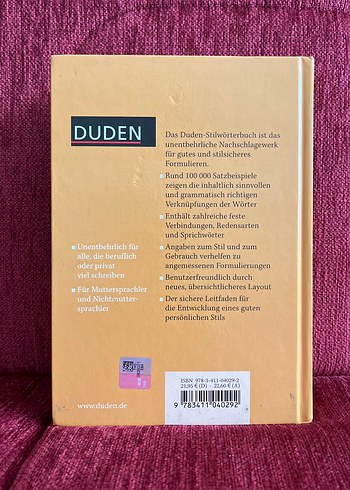 DUDEN
Das Duden-Stilwörterbuch ist das
unentbehrliche Nachschlagewerk
für gutes und stilsicheres
Formulieren.
Rund 100 000 Satzbeispiele
zeigen die inhaltlich sinnvollen
und grammatisch richtigen
Verknüpfungen der Wörter
Enthält zahlreiche feste
Verbindungen, Redensarten
und Sprichwörter
Angaben zum Stil und zum
Gebrauch verhelfen zu
angemessenen Formulierungen
Benutzerfreundlich durch
neues, übersichtlicheres Layout
Der sichere Leitfaden für
die Entwicklung eines guten
persönlichen Stils
Unentbehrlich für
alle, die beruflich
oder privat
viel schreiben
Für Muttersprachler
und Nichtmutter-
sprachler
www.duden.de
ISBN 978-3-411-04029-2
21,95 € (D) · 22,60 € (A)
9 783411 040292